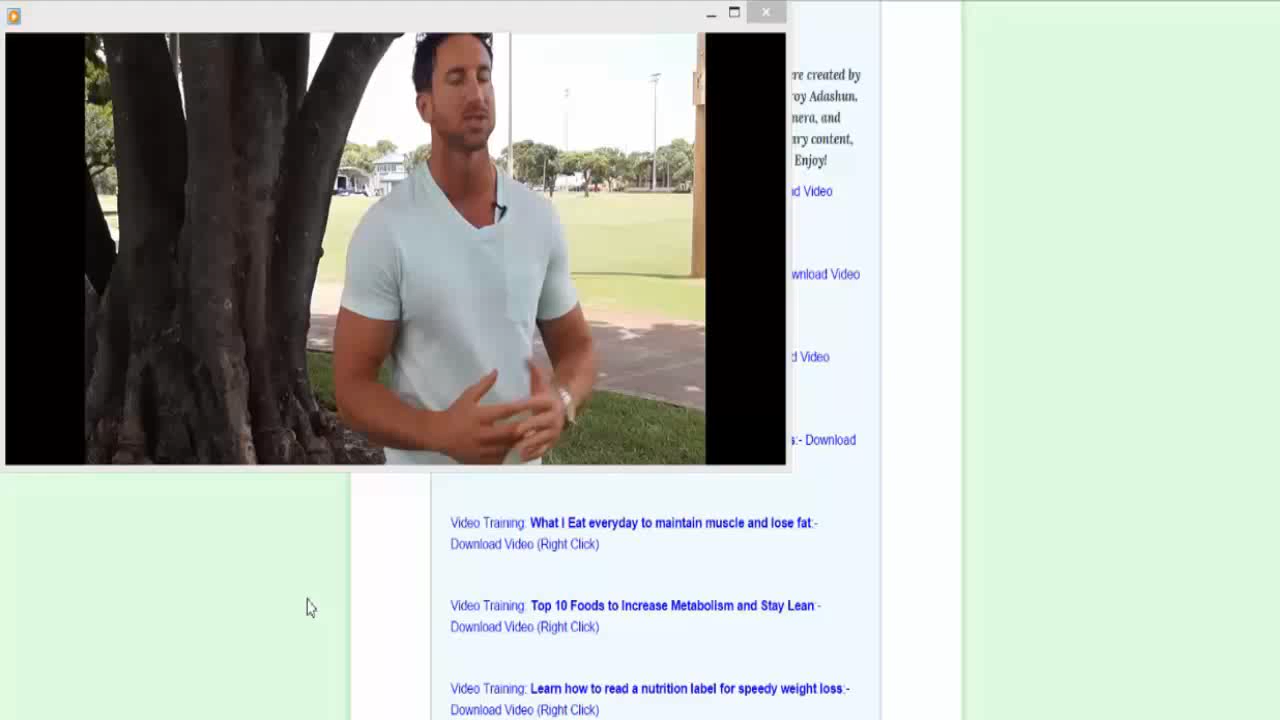 re created by
oy Adashun,
nera, and
ary content,
Enjoy!
d Video
wnload Video
d Video
s:- Download
Video Training: What I Eat everyday to maintain muscle and lose fat:-
Download Video (Right Click)
Video Training: Top 10 Foods to Increase Metabolism and Stay Lean:-
Download Video (Right Click)
Video Training: Learn how to read a nutrition label for speedy weight loss:-
Download Video (Right Click)